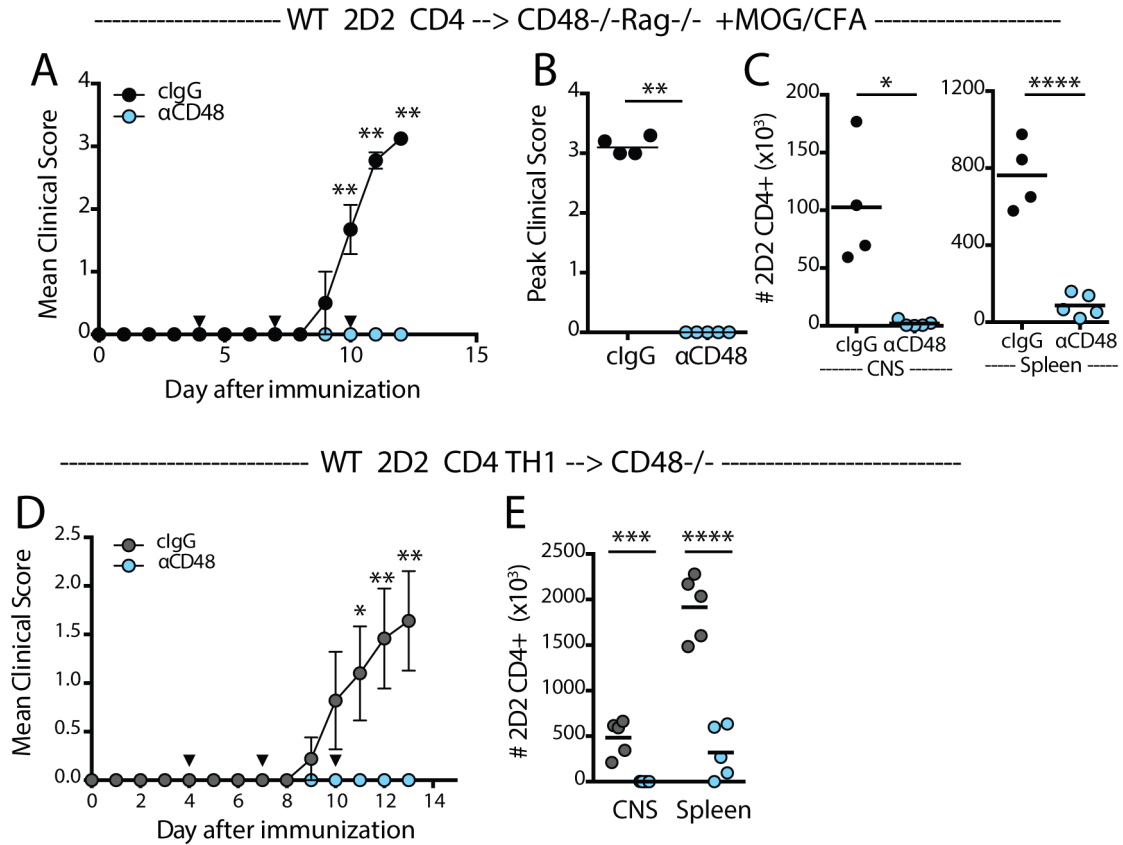 WT 2D2 CD4 --> CD48-/-Rag-/- +MOG/CFA
A
cIgG
αCD48
Mean Clinical Score
4
3
2
1
0
** ** **
0 5 10 15
Day after immunization
B
Peak Clinical Score
4
3
2
1
0
**
cIgG αCD48
C
# 2D2 CD4+ (x10³)
200
150
100
50
0
*
cIgG αCD48
------- CNS -------
1200
800
400
0
****
cIgG αCD48
----- Spleen -----
WT 2D2 CD4 TH1 --> CD48-/-
D
cIgG
αCD48
Mean Clinical Score
2.5
2.0
1.5
1.0
0.5
0.0
* ** **
0 2 4 6 8 10 12 14
Day after immunization
E
# 2D2 CD4+ (x10³)
2500
2000
1500
1000
500
0
*** ****
CNS Spleen